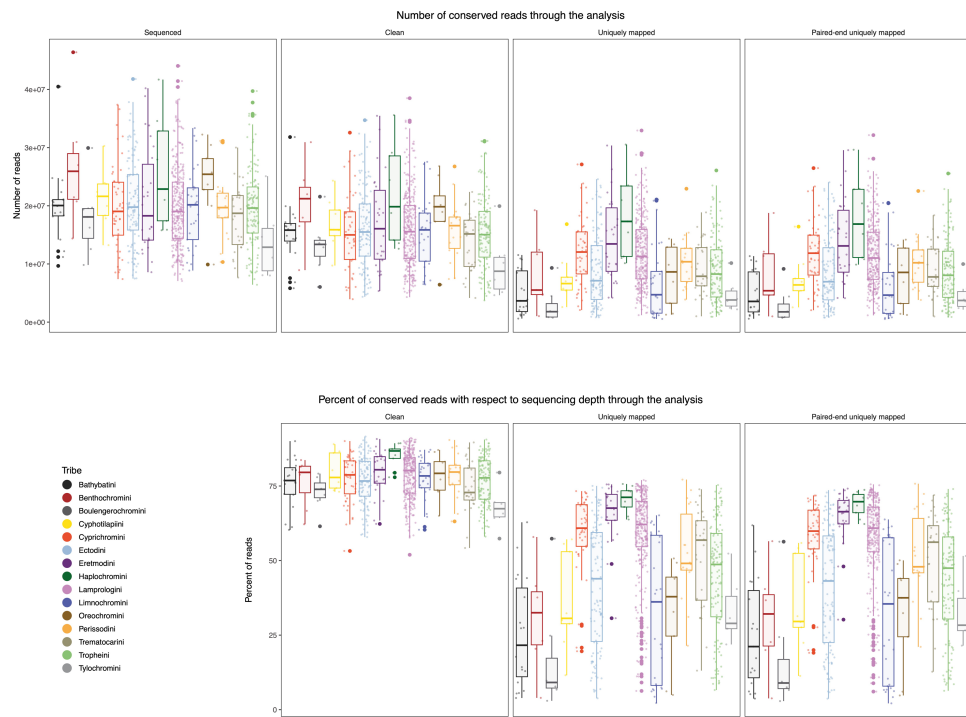 Number of conserved reads through the analysis
Sequenced
Clean
Uniquely mapped
Paired-end uniquely mapped
Number of reads
4e+07
3e+07
2e+07
1e+07
0e+00
Percent of conserved reads with respect to sequencing depth through the analysis
Clean
Uniquely mapped
Paired-end uniquely mapped
Percent of reads
75
50
25
0
Tribe
Bathybatini
Benthochromini
Boulengerochromini
Cyphotilapiini
Cyprichromini
Ectodini
Eretmodini
Haplochromini
Lamprologini
Limnochromini
Oreochromini
Perissodini
Trematocarini
Tropheini
Tylochromini